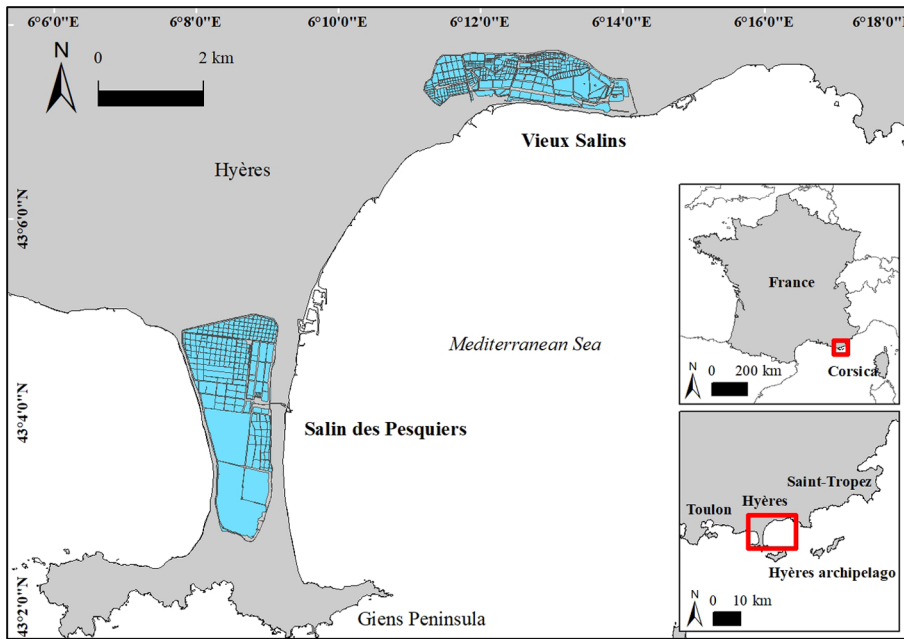 6°6'0"E 6°8'0"E 6°10'0"E 6°12'0"E 6°14'0"E 6°16'0"E 6°18'0"E
N
0 2 km
Vieux Salins
Hyères
43°6'0"N
Mediterranean Sea
43°4'0"N
Salin des Pesquiers
43°2'0"N
Giens Peninsula
France
N
0 200 km
Corsica
Saint-Tropez
Hyères
Toulon
Hyères archipelago
N
0 10 km